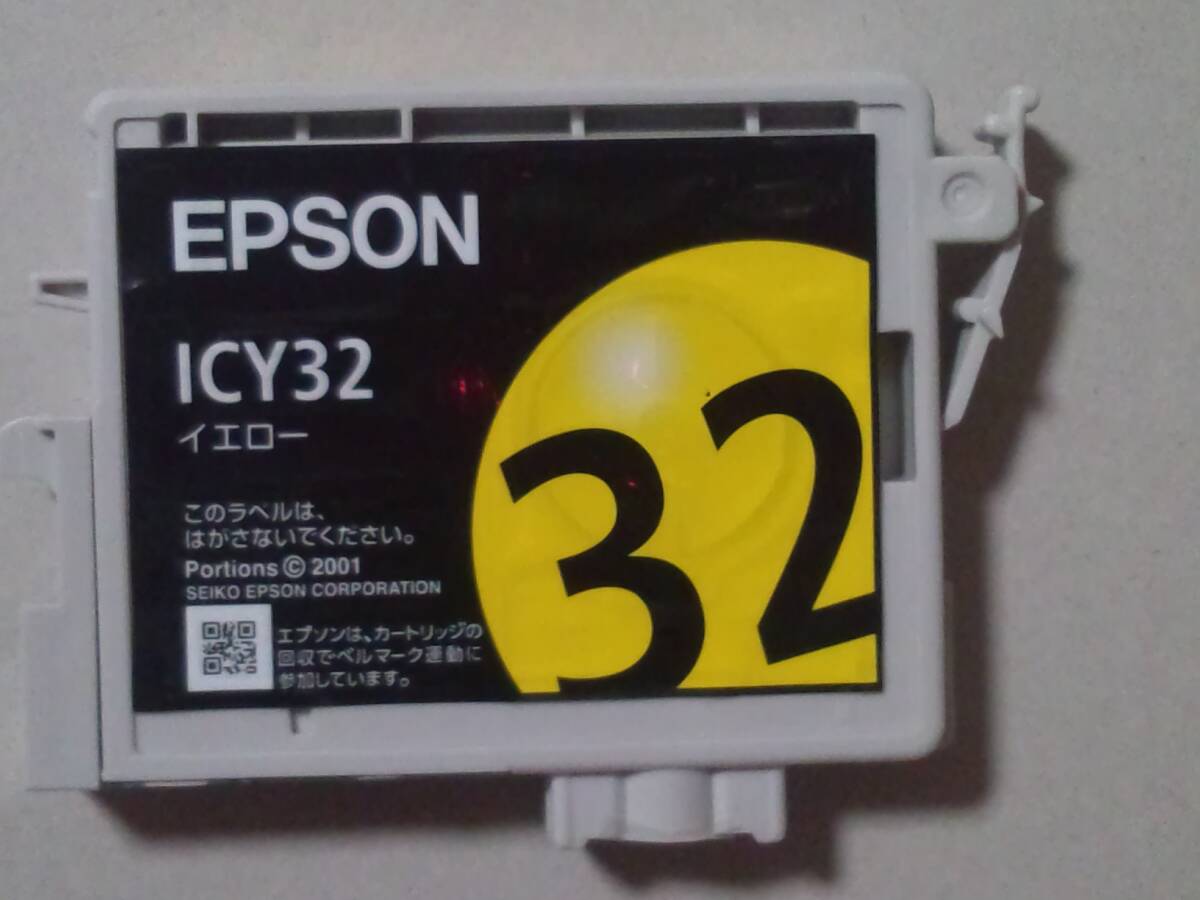 EPSON
ICY32
イエロー
32
このラベルは、
はがさないでください。
Portions © 2001
SEIKO EPSON CORPORATION
エプソンは、カートリッジの
回収でベルマーク運動に
参加しています。